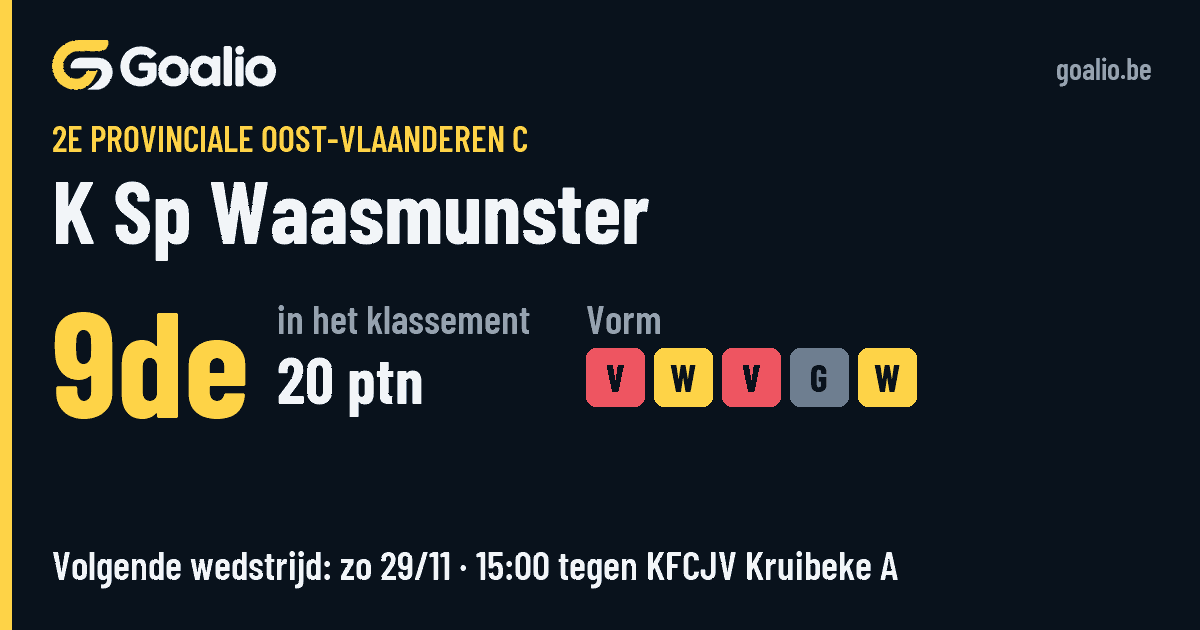 Goalio
goalio.be
2E PROVINCIALE OOST-VLAANDEREN C
K Sp Waasmunster
9de
in het klassement
20 ptn
Vorm
V W V G W
Volgende wedstrijd: zo 29/11 · 15:00 tegen KFCJV Kruibeke A